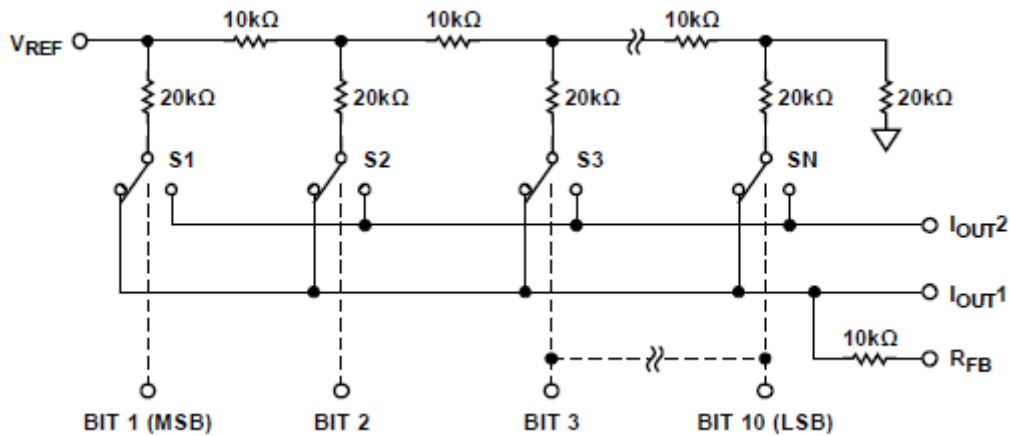 10kΩ 10kΩ 10kΩ
VREF
20kΩ 20kΩ 20kΩ 20kΩ 20kΩ
S1 S2 S3 SN
IOUT2
IOUT1
10kΩ
RFB
BIT 1 (MSB) BIT 2 BIT 3 BIT 10 (LSB)